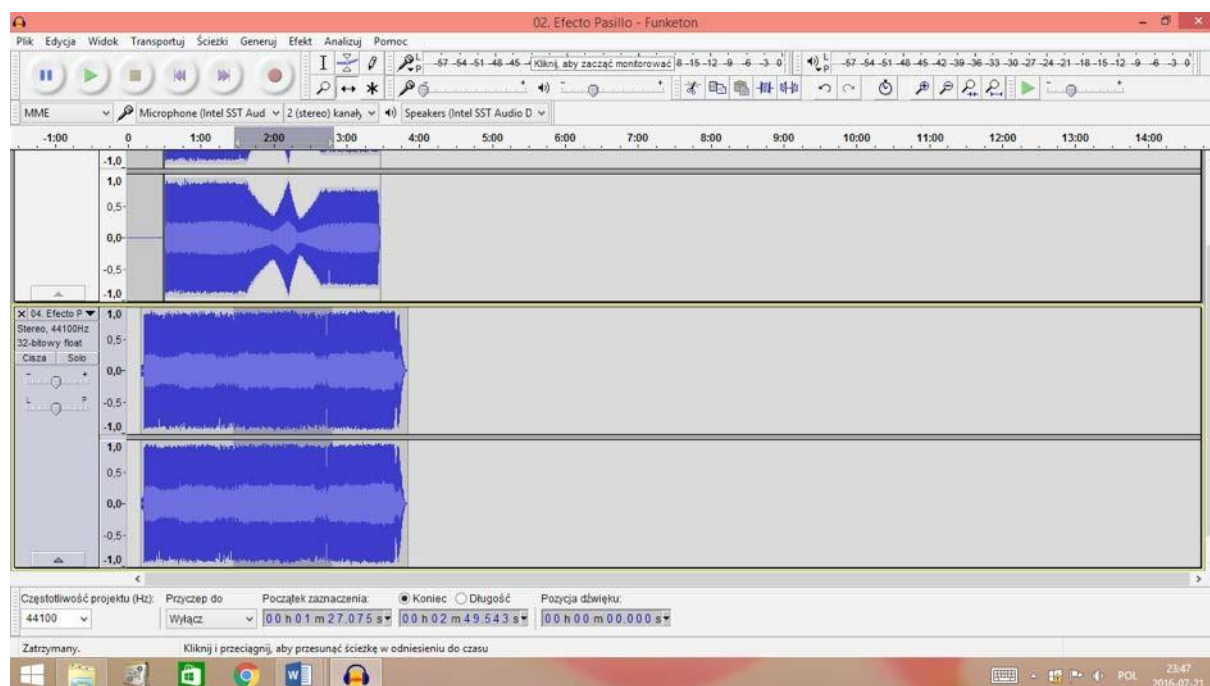 02. Efecto Pasillo - Funketon
Plik Edycja Widok Transportuj Ścieżki Generuj Efekt Analizuj Pomoc
L P -57 -54 -51 -48 -45 - Kliknij, aby zacząć monitorować 8 -15 -12 -9 -6 -3 0 L P -57 -54 -51 -48 -45 -42 -39 -36 -33 -30 -27 -24 -21 -18 -15 -12 -9 -6 -3 0
MME Microphone (Intel SST Aud 2 (stereo) kanały Speakers (Intel SST Audio D
-1:00 0 1:00 2:00 3:00 4:00 5:00 6:00 7:00 8:00 9:00 10:00 11:00 12:00 13:00 14:00
-1,0
1,0
0,5-
0,0-
-0,5-
-1,0
X 04. Efecto P 1,0
Stereo, 44100Hz
32-bitowy float 0,5-
Cisza Solo
- + 0,0-
L P -0,5-
-1,0
1,0
0,5-
0,0-
-0,5-
-1,0
Częstotliwość projektu (Hz): Przyczep do Początek zaznaczenia: Koniec Długość Pozycja dźwięku:
44100 Wyłącz 00 h 01 m 27.075 s 00 h 02 m 49.543 s 00 h 00 m 00.000 s
Zatrzymany. Kliknij i przeciągnij, aby przesunąć ścieżkę w odniesieniu do czasu
POL 23:47
2016-07-21